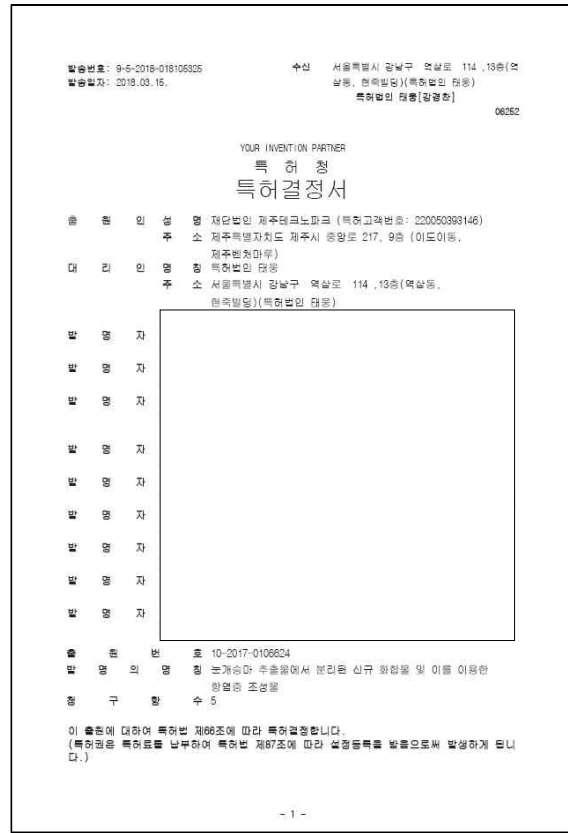 발송번호: 9-5-2018-018105325
발송일자: 2018.03.15.
수신 서울특별시 강남구 역삼로 114 ,13층(역
삼동, 현죽빌딩)(특허법인 태웅)
특허법인 태웅[강경찬]
06252
YOUR INVENTION PARTNER
특 허 청
특허결정서
출 원 인 성 명 재단법인 제주테크노파크 (특허고객번호: 220050393146)
주 소 제주특별자치도 제주시 중앙로 217, 9층 (이도이동,
제주벤처마루)
대 리 인 명 칭 특허법인 태웅
주 소 서울특별시 강남구 역삼로 114 ,13층(역삼동,
현죽빌딩)(특허법인 태웅)
발 명 자
발 명 자
발 명 자
발 명 자
발 명 자
발 명 자
발 명 자
발 명 자
발 명 자
출 원 번 호 10-2017-0106624
발 명 의 명 칭 눈개승마 추출물에서 분리된 신규 화합물 및 이를 이용한
항염증 조성물
청 구 항 수 5
이 출원에 대하여 특허법 제66조에 따라 특허결정합니다.
(특허권은 특허료를 납부하여 특허법 제87조에 따라 설정등록을 받음으로써 발생하게 됩니
다.)
- 1 -